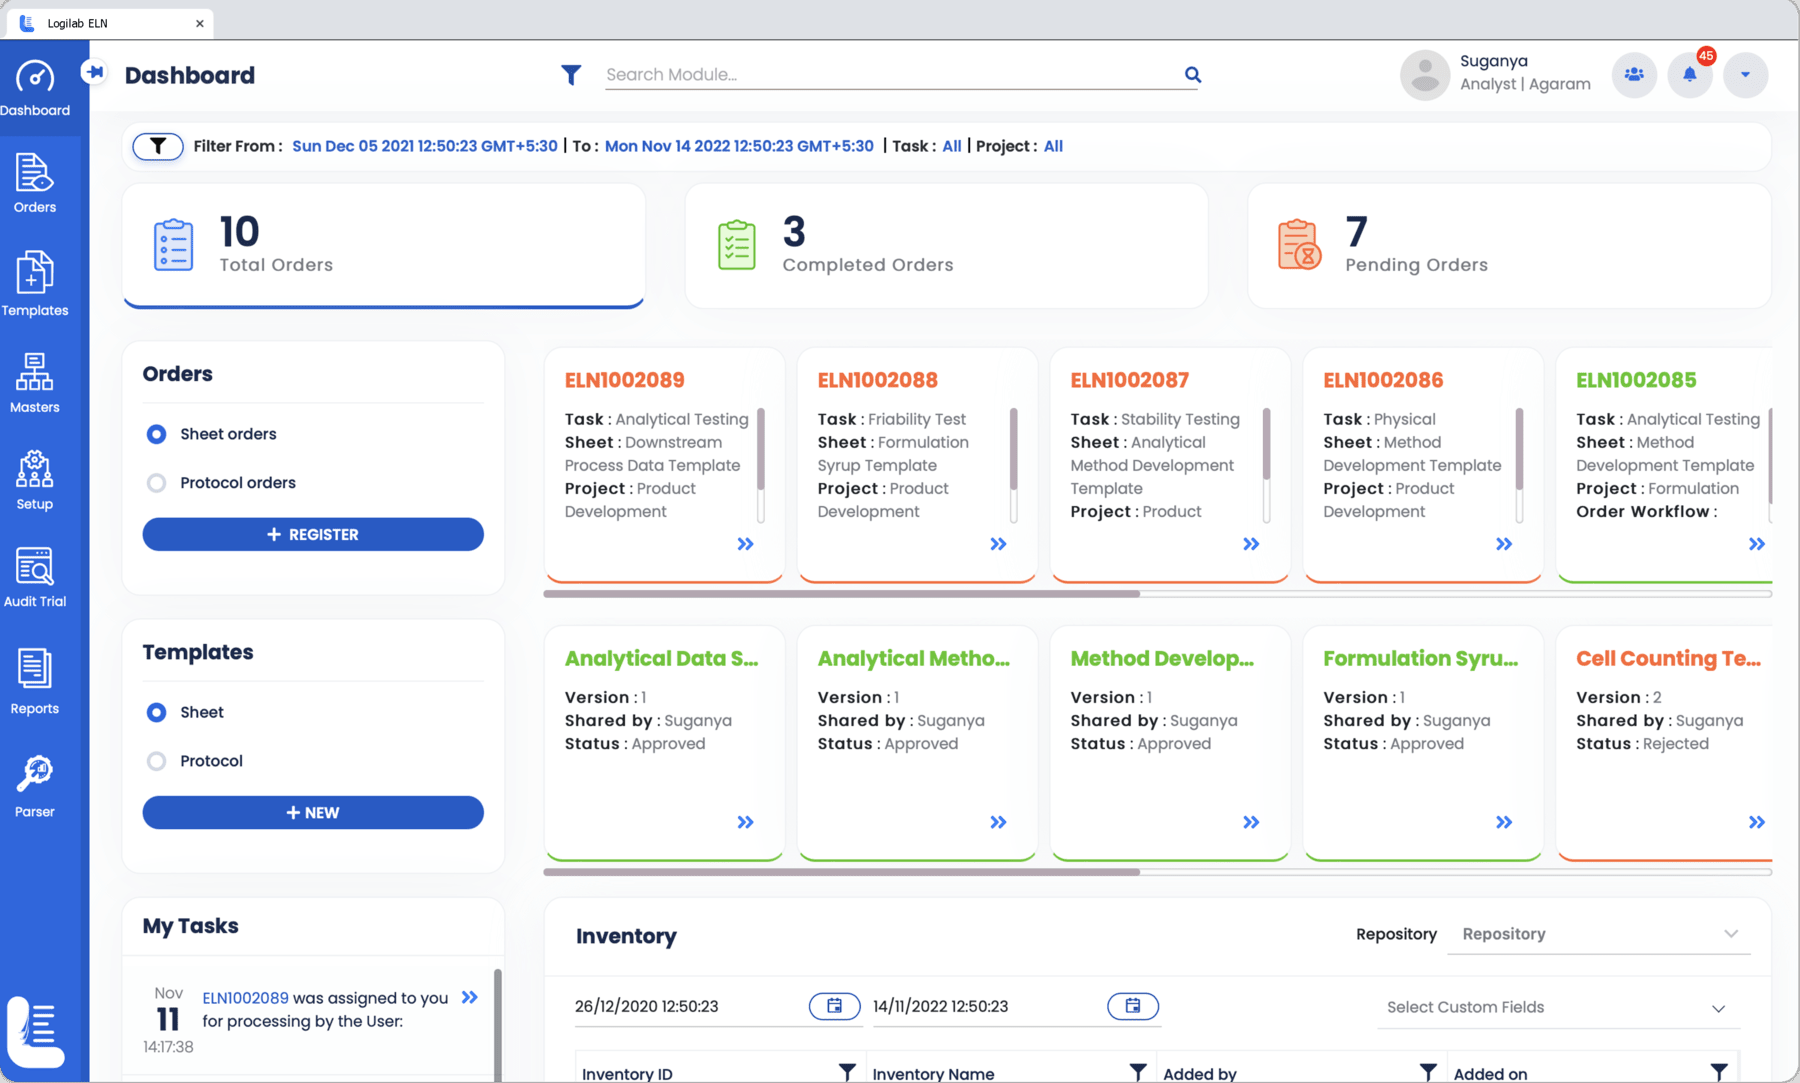 Logilab ELN
Dashboard
Orders
Templates
Masters
Setup
Audit Trial
Reports
Parser
Dashboard
Search Module...
Suganya
Analyst | Agaram
45
Filter From : Sun Dec 05 2021 12:50:23 GMT+5:30 | To : Mon Nov 14 2022 12:50:23 GMT+5:30 | Task : All | Project : All
10
Total Orders
3
Completed Orders
7
Pending Orders
Orders
Sheet orders
Protocol orders
+ REGISTER
ELN1002089
Task : Analytical Testing
Sheet : Downstream
Process Data Template
Project : Product
Development
ELN1002088
Task : Friability Test
Sheet : Formulation
Syrup Template
Project : Product
Development
ELN1002087
Task : Stability Testing
Sheet : Analytical
Method Development
Template
Project : Product
ELN1002086
Task : Physical
Sheet : Method
Development Template
Project : Product
Development
ELN1002085
Task : Analytical Testing
Sheet : Method
Development Template
Project : Formulation
Order Workflow :
Templates
Sheet
Protocol
+ NEW
Analytical Data S...
Version : 1
Shared by : Suganya
Status : Approved
Analytical Metho...
Version : 1
Shared by : Suganya
Status : Approved
Method Develop...
Version : 1
Shared by : Suganya
Status : Approved
Formulation Syru...
Version : 1
Shared by : Suganya
Status : Approved
Cell Counting Te...
Version : 2
Shared by : Suganya
Status : Rejected
My Tasks
Nov
11
14:17:38
ELN1002089 was assigned to you
for processing by the User:
Inventory
Repository Repository
26/12/2020 12:50:23 14/11/2022 12:50:23 Select Custom Fields
Inventory ID Inventory Name Added by Added on